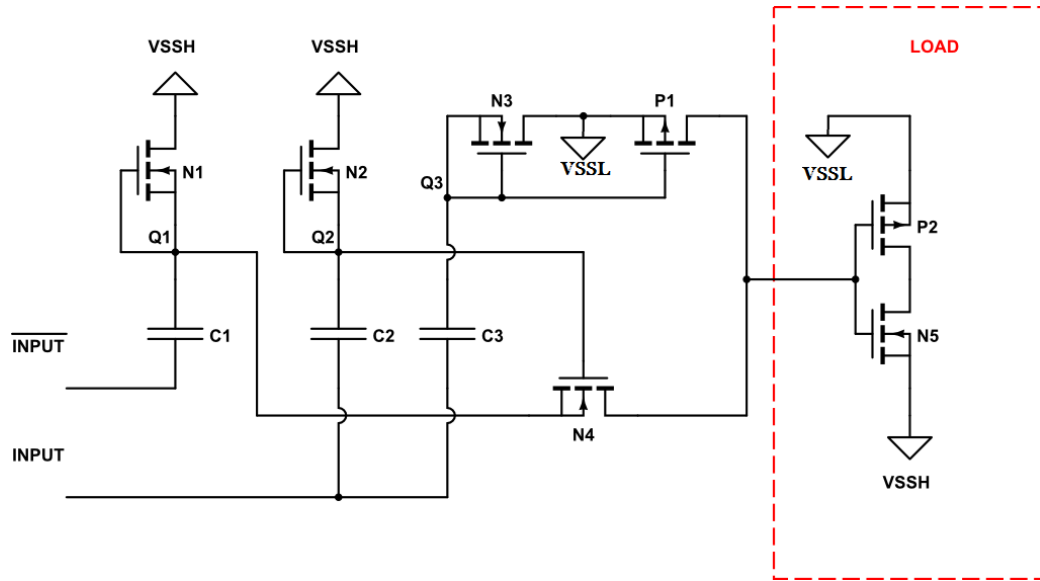 VSSH
VSSH
LOAD
N3
P1
N1
N2
VSSL
VSSL
Q3
P2
Q1
Q2
C1
C2
C3
N5
INPUT
N4
INPUT
VSSH